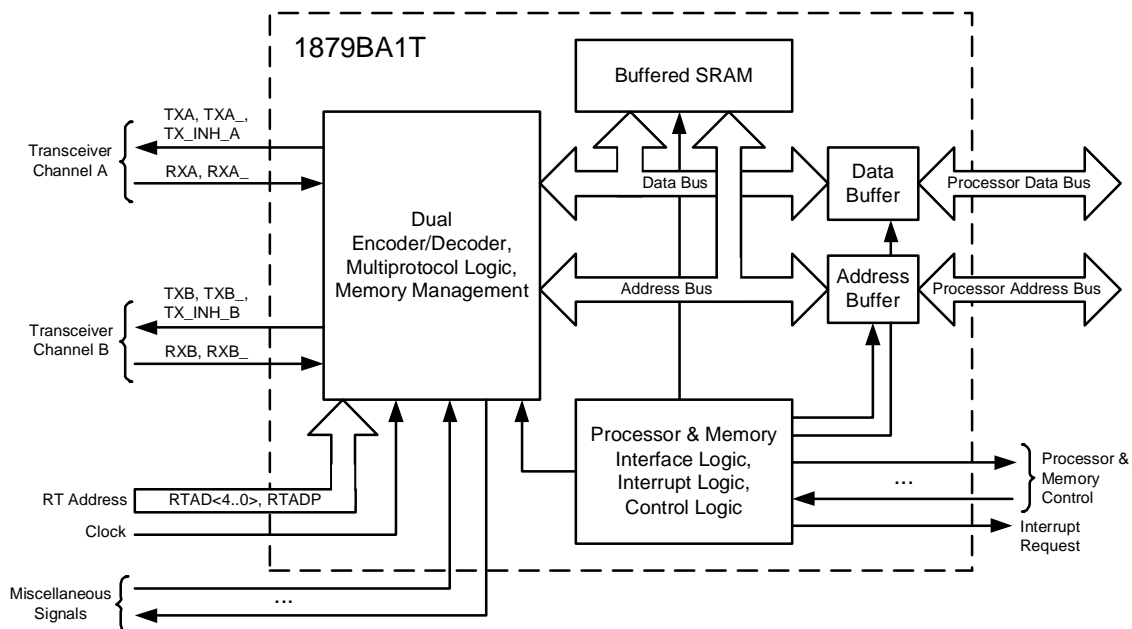 1879BA1T
Buffered SRAM
TXA, TXA_,
TX_INH_A
Transceiver
Channel A
RXA, RXA_
Dual
Encoder/Decoder,
Multiprotocol Logic,
Memory Management
Data Bus
Data
Buffer
Processor Data Bus
TXB, TXB_,
TX_INH_B
Transceiver
Channel B
RXB, RXB_
Address Bus
Address
Buffer
Processor Address Bus
Processor & Memory
Interface Logic,
Interrupt Logic,
Control Logic
...
Processor &
Memory
Control
Interrupt
Request
RT Address
RTAD<4..0>, RTADP
Clock
Miscellaneous
Signals
...